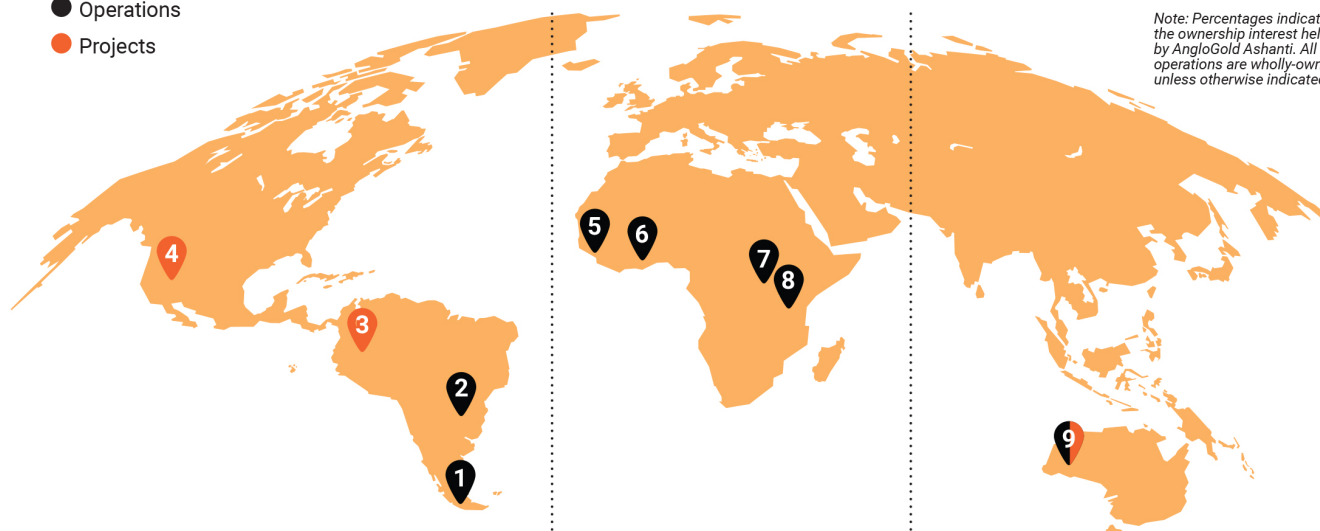 Operations
Projects
Note: Percentages indicat
the ownership interest hel
by AngloGold Ashanti. All
operations are wholly-own
unless otherwise indicated
4
3
2
1
5
6
7
8
9